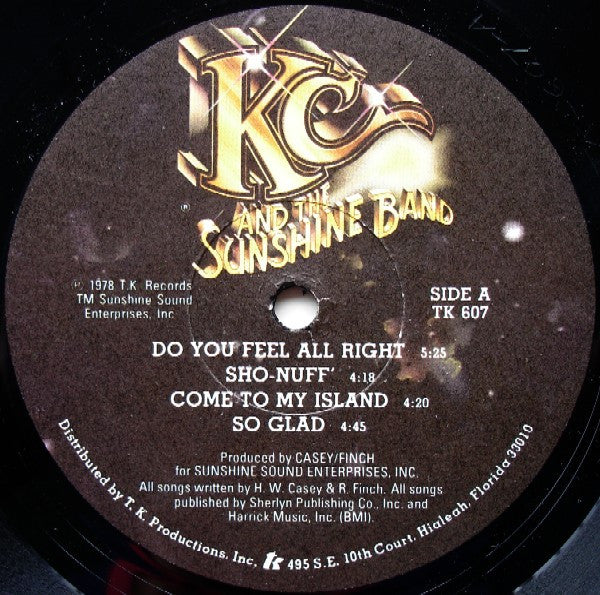 KC
AND THE
SUNSHINE BAND
®
℗ 1978 T.K. Records
TM Sunshine Sound
Enterprises, Inc.
SIDE A
TK 607
DO YOU FEEL ALL RIGHT 5:25
SHO-NUFF' 4:18
COME TO MY ISLAND 4:20
SO GLAD 4:45
Produced by CASEY/FINCH
for SUNSHINE SOUND ENTERPRISES, INC.
All songs written by H. W. Casey & R. Finch. All songs
published by Sherlyn Publishing Co., Inc. and
Harrick Music, Inc. (BMI).
Distributed by T. K. Productions, Inc. tk 495 S.E. 10th Court, Hialeah, Florida 33010